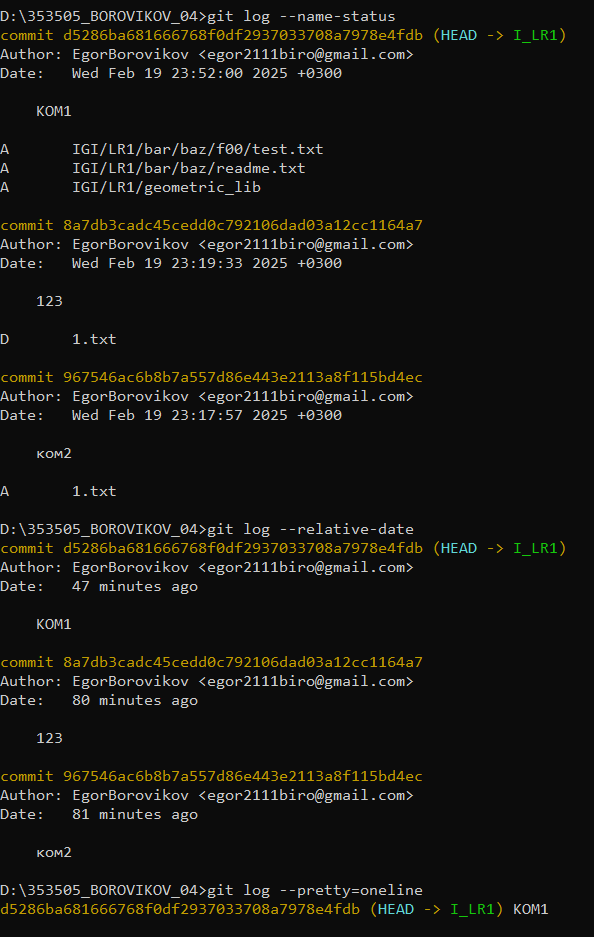 D:\353505_BOROVIKOV_04>git log --name-status
commit d5286ba681666768f0df2937033708a7978e4fdb (HEAD -> I_LR1)
Author: EgorBorovikov <egor2111biro@gmail.com>
Date:   Wed Feb 19 23:52:00 2025 +0300
КОМ1
A       IGI/LR1/bar/baz/f00/test.txt
A       IGI/LR1/bar/baz/readme.txt
A       IGI/LR1/geometric_lib
commit 8a7db3cadc45cedd0c792106dad03a12cc1164a7
Author: EgorBorovikov <egor2111biro@gmail.com>
Date:   Wed Feb 19 23:19:33 2025 +0300
123
D       1.txt
commit 967546ac6b8b7a557d86e443e2113a8f115bd4ec
Author: EgorBorovikov <egor2111biro@gmail.com>
Date:   Wed Feb 19 23:17:57 2025 +0300
ком2
A       1.txt
D:\353505_BOROVIKOV_04>git log --relative-date
commit d5286ba681666768f0df2937033708a7978e4fdb (HEAD -> I_LR1)
Author: EgorBorovikov <egor2111biro@gmail.com>
Date:   47 minutes ago
КОМ1
commit 8a7db3cadc45cedd0c792106dad03a12cc1164a7
Author: EgorBorovikov <egor2111biro@gmail.com>
Date:   80 minutes ago
123
commit 967546ac6b8b7a557d86e443e2113a8f115bd4ec
Author: EgorBorovikov <egor2111biro@gmail.com>
Date:   81 minutes ago
ком2
D:\353505_BOROVIKOV_04>git log --pretty=oneline
d5286ba681666768f0df2937033708a7978e4fdb (HEAD -> I_LR1) КОМ1